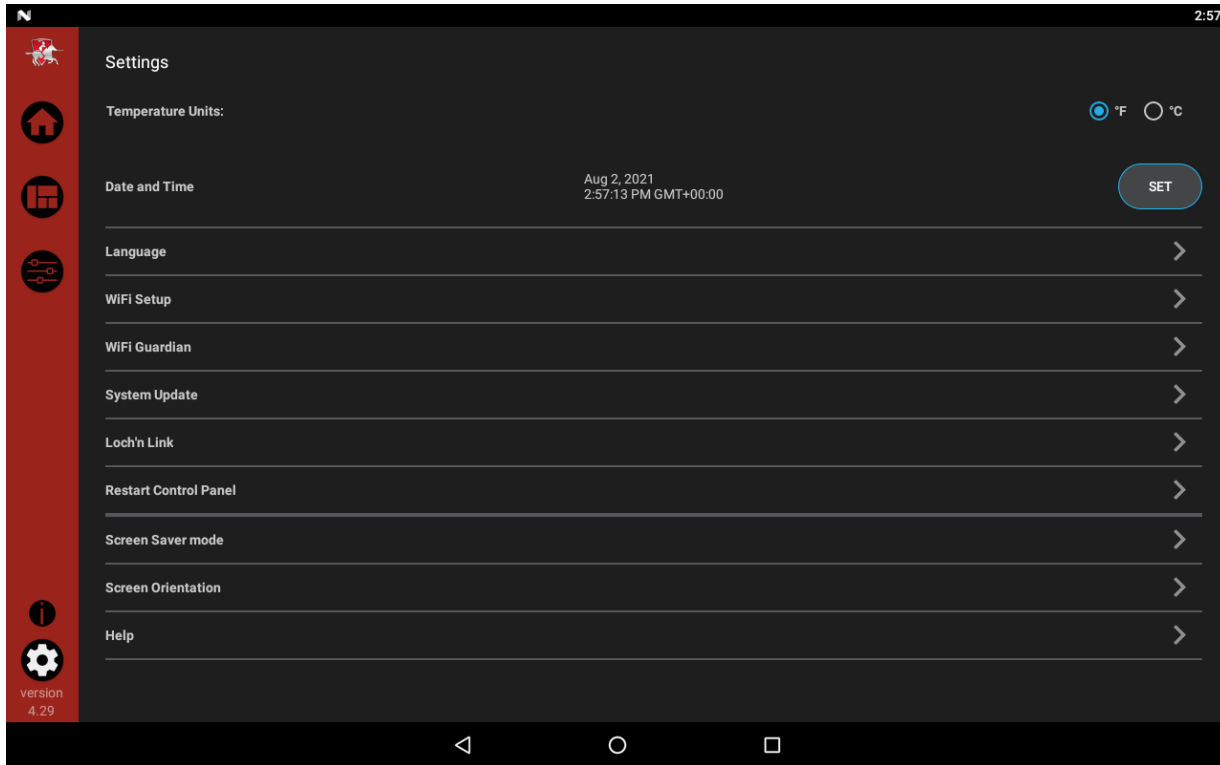 2:57
Settings
Temperature Units:
°F
°C
Date and Time
Aug 2, 2021
2:57:13 PM GMT+00:00
SET
Language
WiFi Setup
WiFi Guardian
System Update
Loch'n Link
Restart Control Panel
Screen Saver mode
Screen Orientation
Help
version
4.29